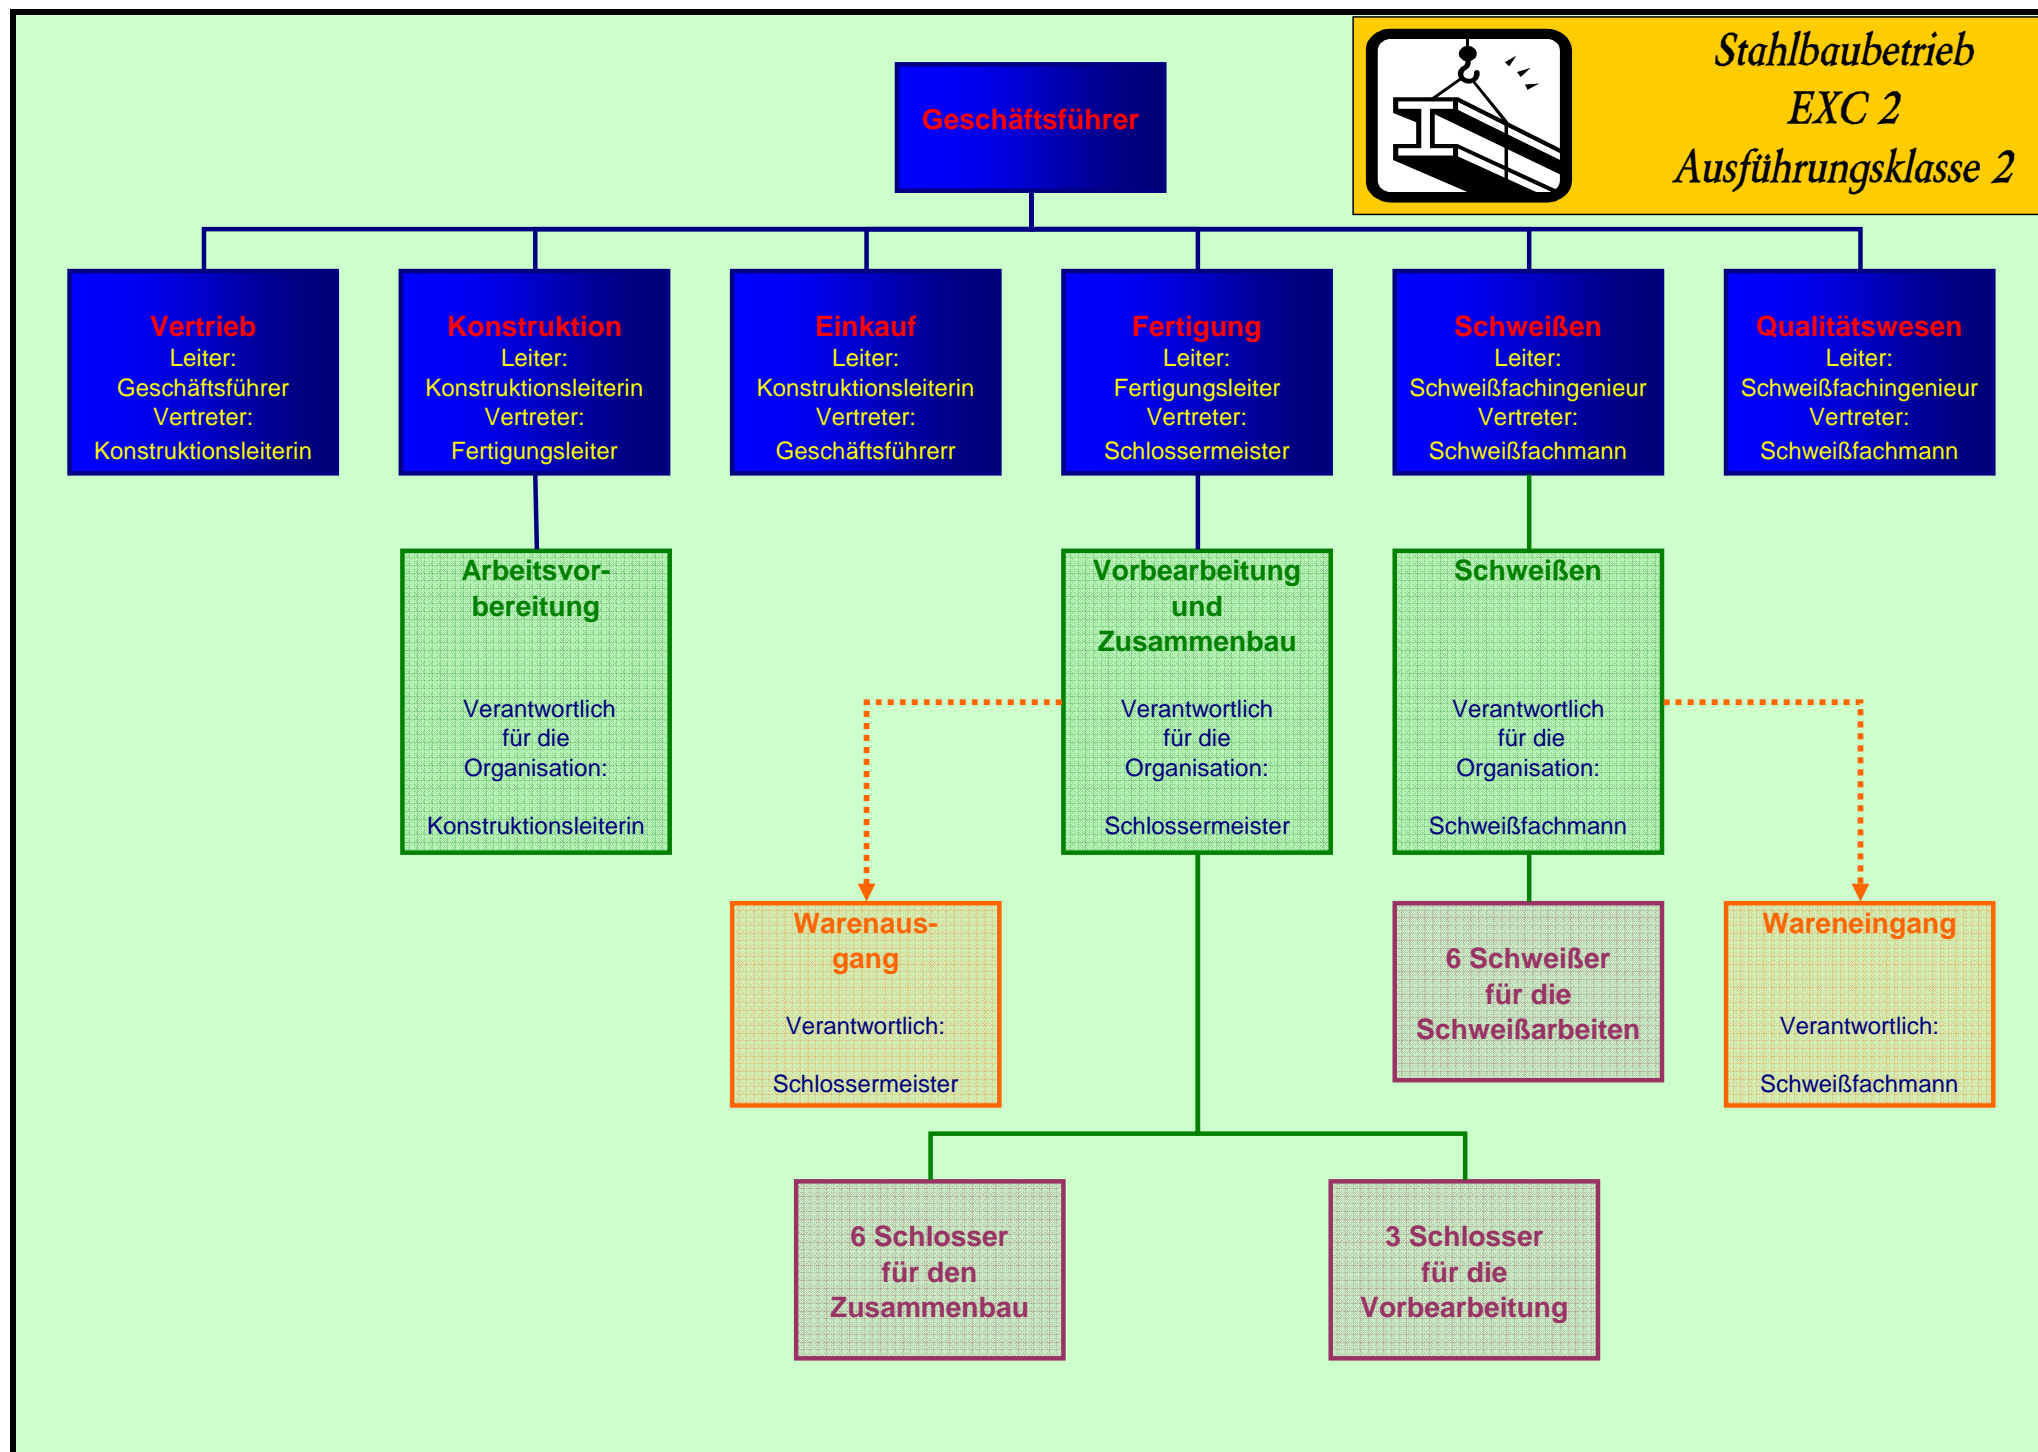 Stahlbaubetrieb
EXC 2
Ausführungsklasse 2
Geschäftsführer
Vertrieb
Leiter:
Geschäftsführer
Vertreter:
Konstruktionsleiterin
Konstruktion
Leiter:
Konstruktionsleiterin
Vertreter:
Fertigungsleiter
Einkauf
Leiter:
Konstruktionsleiterin
Vertreter:
Geschäftsführerr
Fertigung
Leiter:
Fertigungsleiter
Vertreter:
Schlossermeister
Schweißen
Leiter:
Schweißfachingenieur
Vertreter:
Schweißfachmann
Qualitätswesen
Leiter:
Schweißfachingenieur
Vertreter:
Schweißfachmann
Arbeitsvor-
bereitung
Verantwortlich
für die
Organisation:
Konstruktionsleiterin
Vorbearbeitung
und
Zusammenbau
Verantwortlich
für die
Organisation:
Schlossermeister
Schweißen
Verantwortlich
für die
Organisation:
Schweißfachmann
Warenaus-
gang
Verantwortlich:
Schlossermeister
6 Schweißer
für die
Schweißarbeiten
Wareneingang
Verantwortlich:
Schweißfachmann
6 Schlosser
für den
Zusammenbau
3 Schlosser
für die
Vorbearbeitung